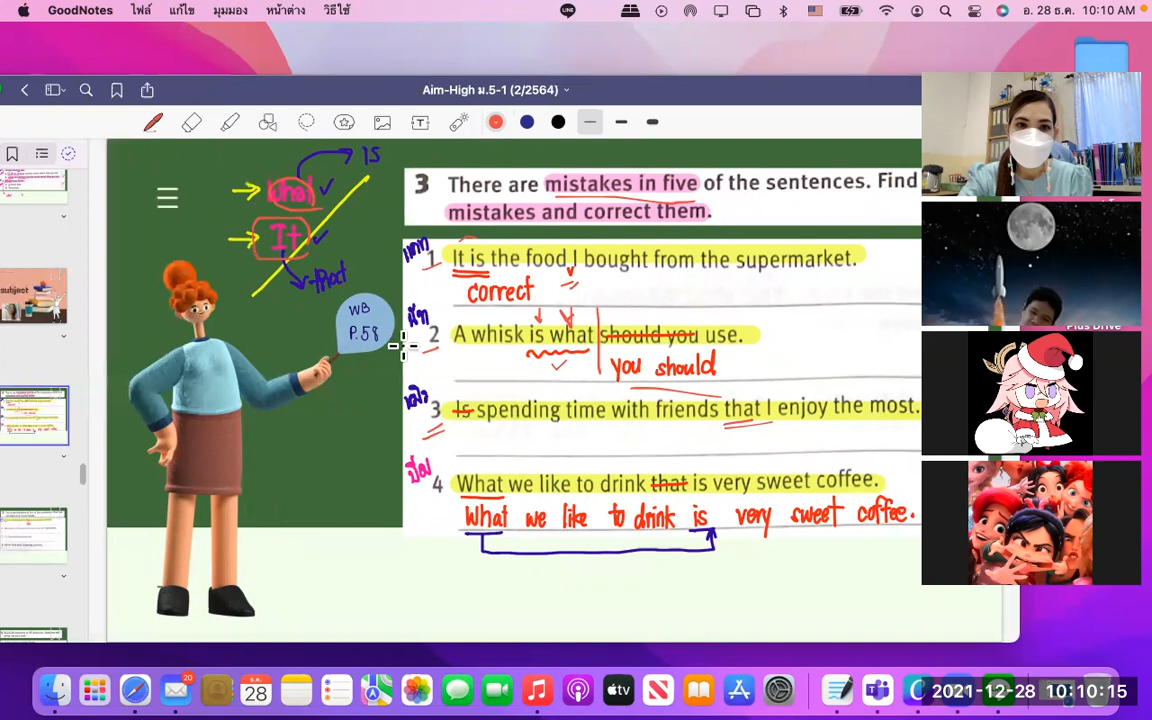 GoodNotes ไฟล์ แก้ไข มุมมอง หน้าต่าง วิธีใช้ อ. 28 ธ.ค. 10:10 AM
Aim-High ม.5-1 (2/2564)
subject
What
IS
It
that
WB
P.58
3 There are mistakes in five of the sentences. Find
mistakes and correct them.
1 It is the food I bought from the supermarket.
correct
2 A whisk is what should you use.
you should
3 Is spending time with friends that I enjoy the most.
4 What we like to drink that is very sweet coffee.
What we like to drink is very sweet coffee.
Plus Drive
20
ธ.ค.
28
tv
2021-12-28 10:10:15